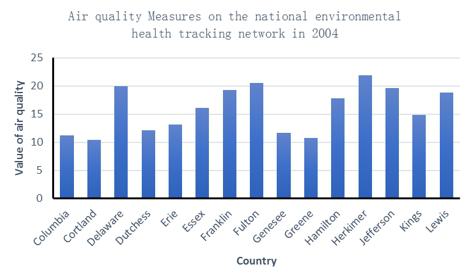 Air quality Measures on the national environmental
health tracking network in 2004
Value of air quality
25
20
15
10
5
0
Columbia
Cortland
Delaware
Dutchess
Erie
Essex
Franklin
Fulton
Genesee
Greene
Hamilton
Herkimer
Jefferson
Kings
Lewis
Country